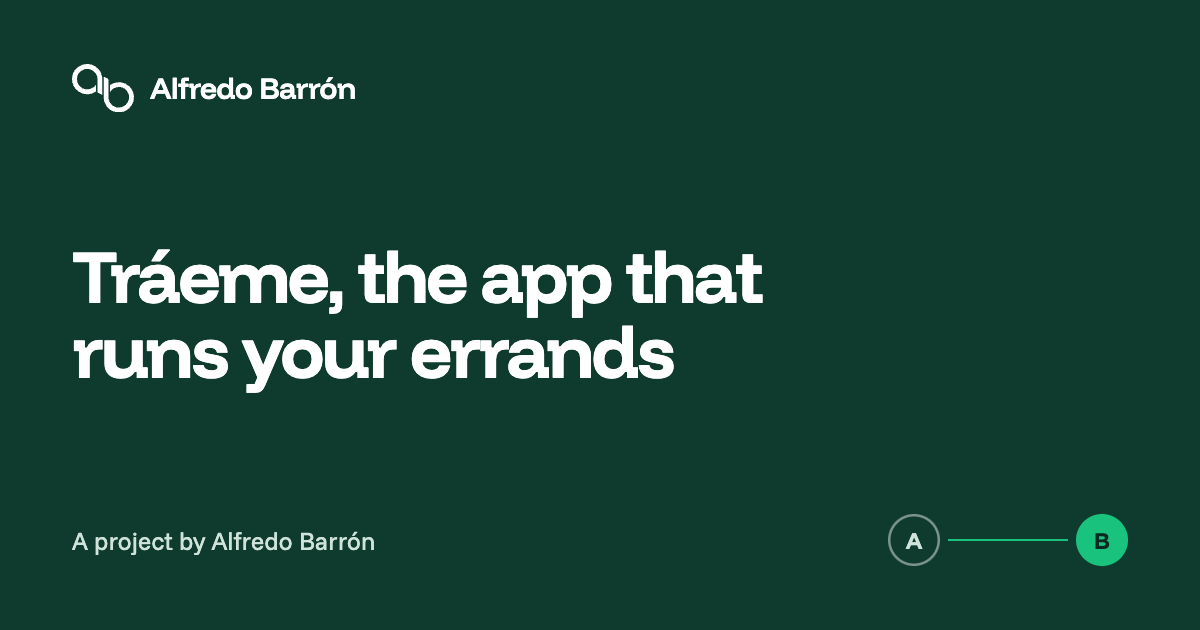 ab Alfredo Barrón
Tráeme, the app that
runs your errands
A project by Alfredo Barrón
A B